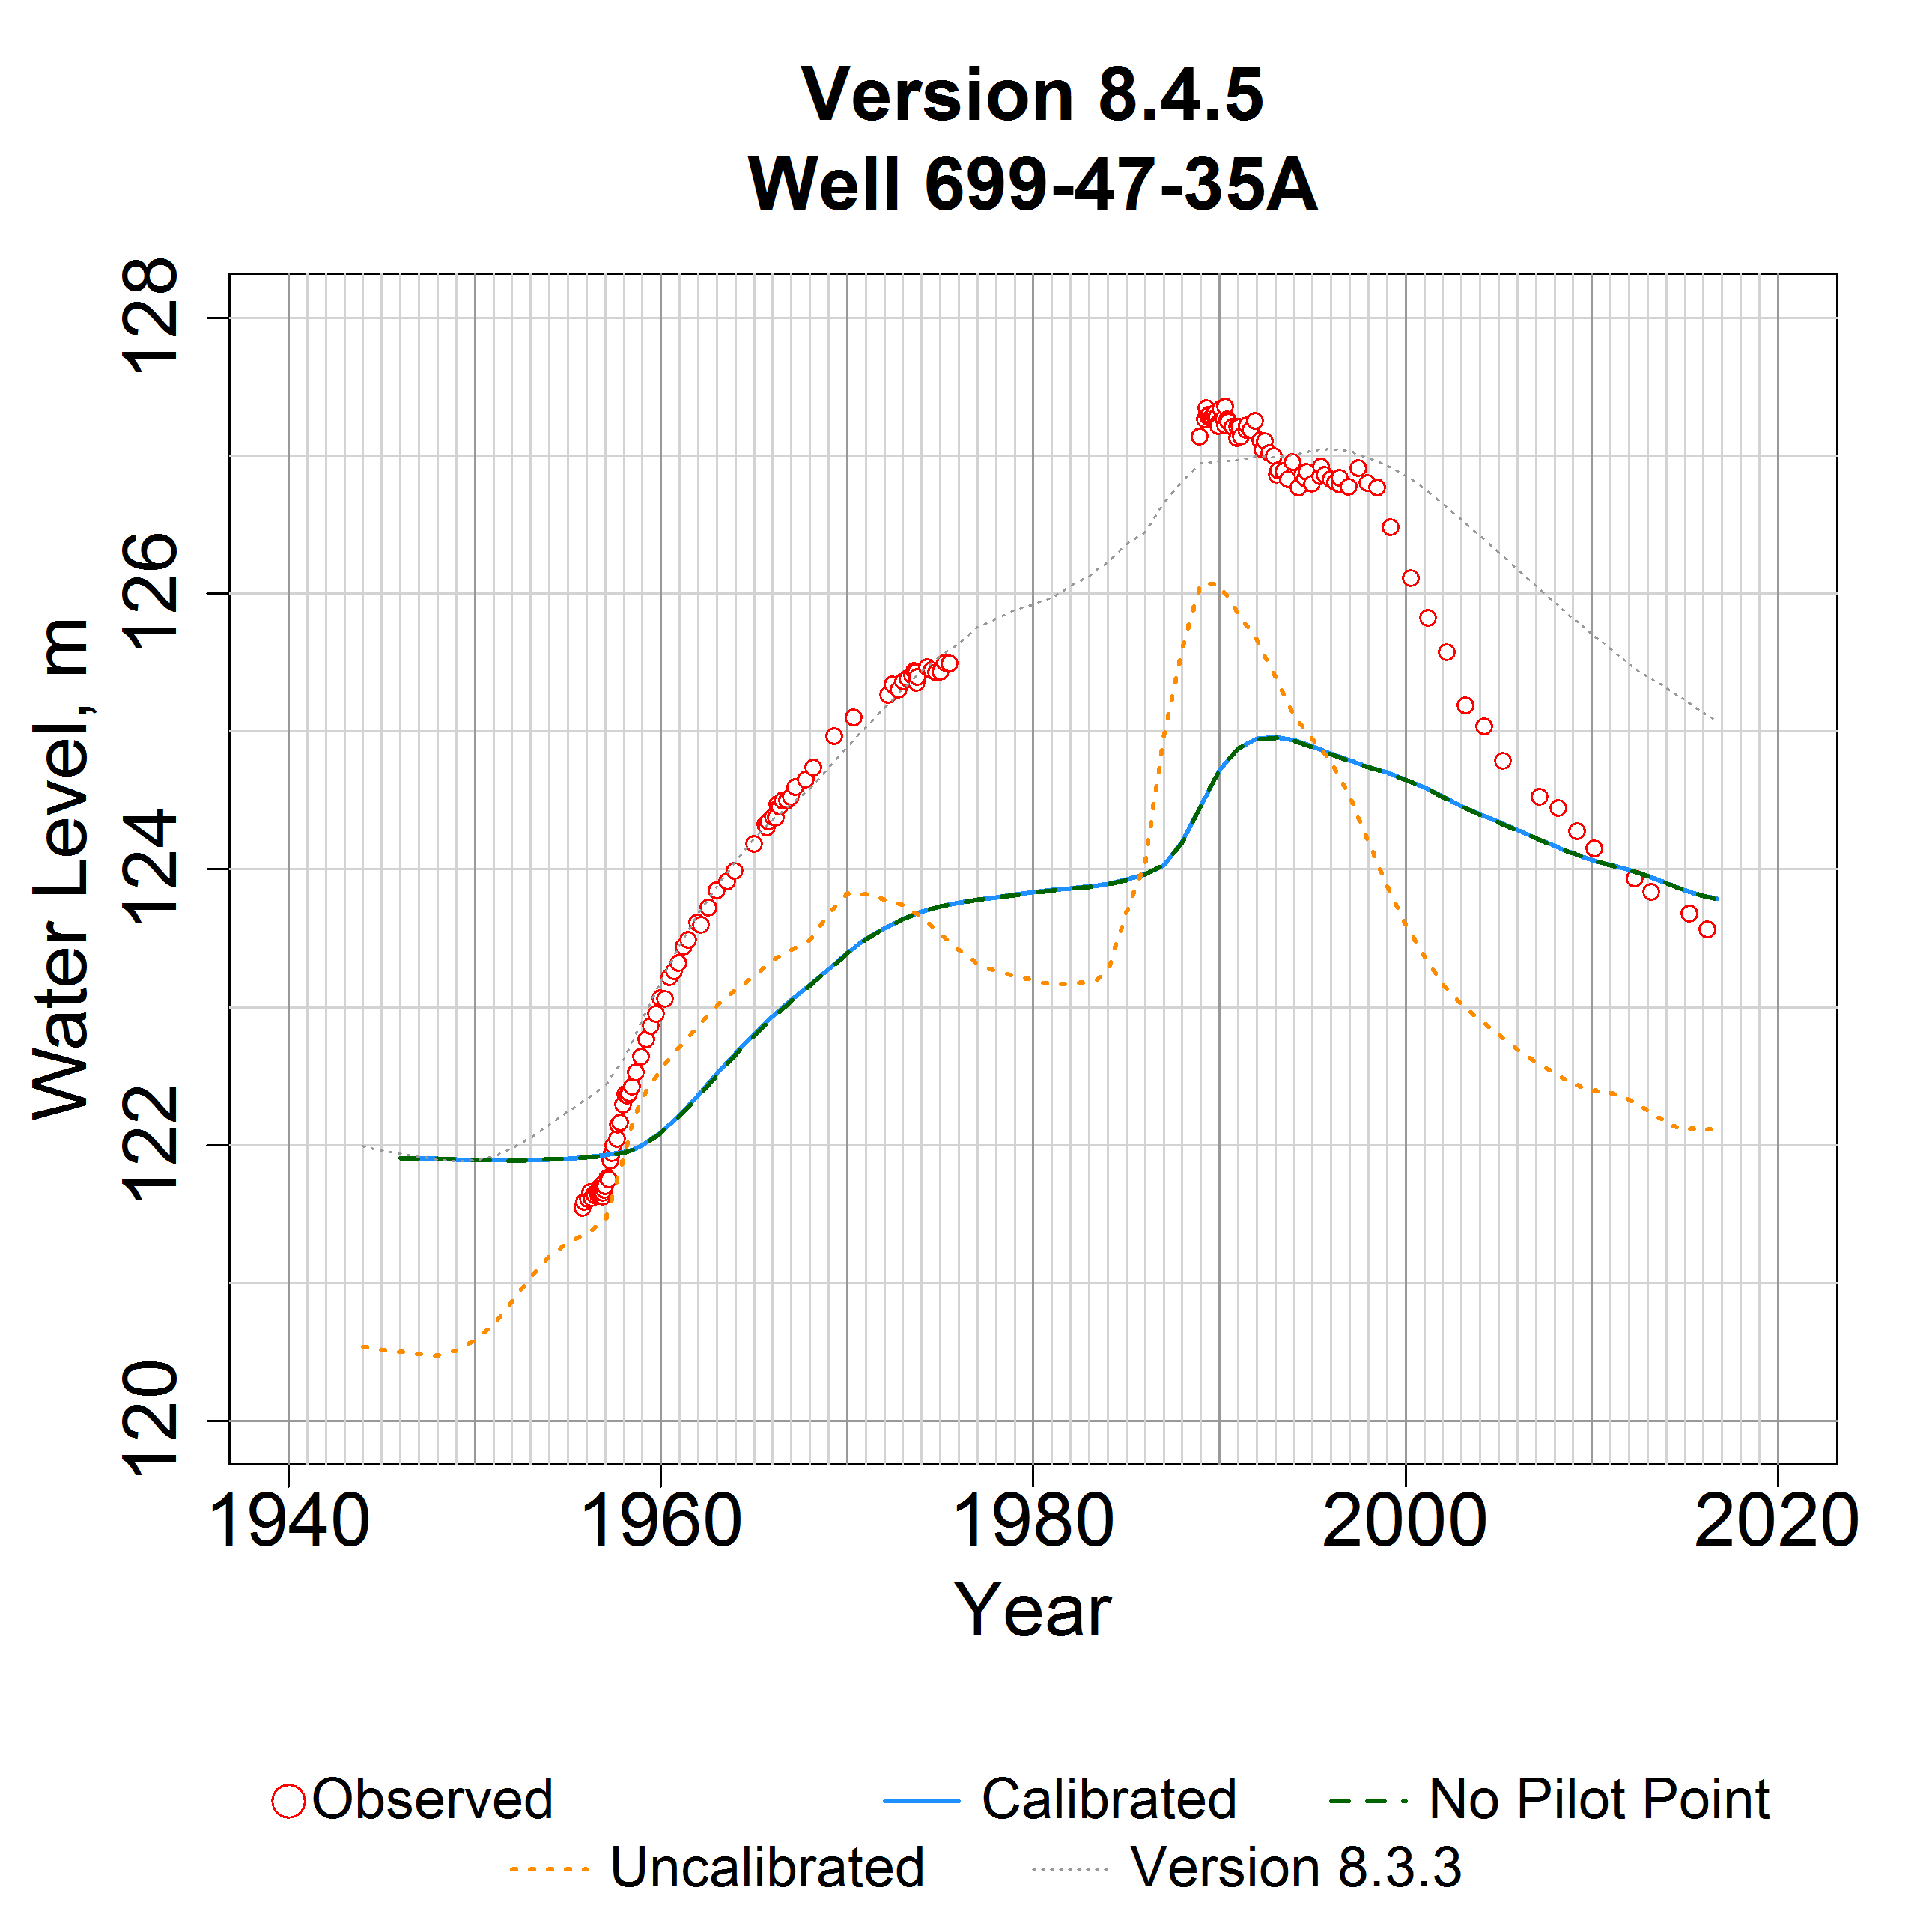 Version 8.4.5
Well 699-47-35A
Water Level, m
128
126
124
122
120
1940 1960 1980 2000 2020
Year
Observed Calibrated No Pilot Point
Uncalibrated Version 8.3.3